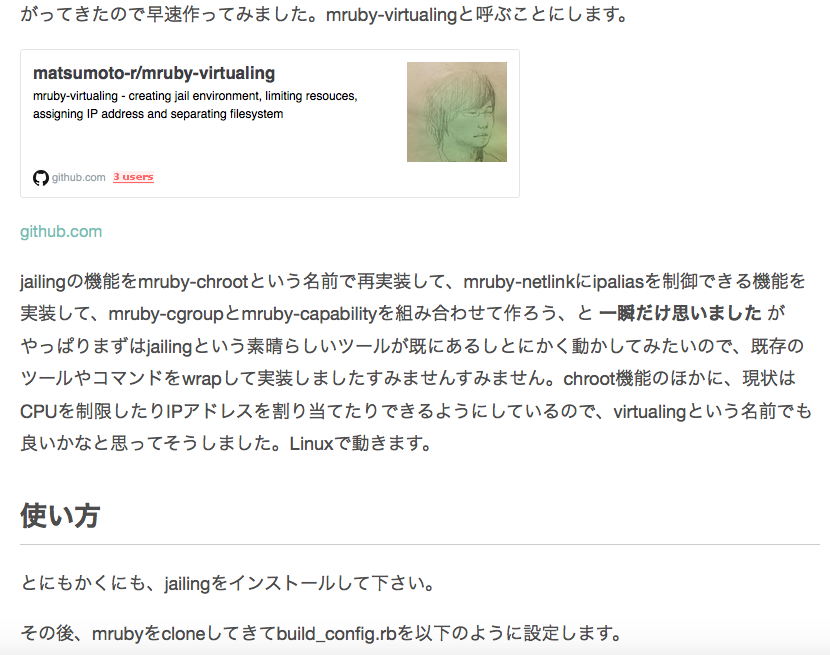 がってきたので早速作ってみました。mruby-virtualingと呼ぶことにします。
matsumoto-r/mruby-virtualing
mruby-virtualing - creating jail environment, limiting resouces,
assigning IP address and separating filesystem
github.com 3 users
github.com
jailingの機能をmruby-chrootという名前で再実装して、mruby-netlinkにipaliasを制御できる機能を
実装して、mruby-cgroupとmruby-capabilityを組み合わせて作ろう、と 一瞬だけ思いました が
やっぱりまずはjailingという素晴らしいツールが既にあるしとにかく動かしてみたいので、既存の
ツールやコマンドをwrapして実装しましたすみませんすみません。chroot機能のほかに、現状は
CPUを制限したりIPアドレスを割り当てたりできるようにしているので、virtualingという名前でも
良いかなと思ってそうしました。Linuxで動きます。
使い方
とにもかくにも、jailingをインストールして下さい。
その後、mrubyをcloneしてきてbuild_config.rbを以下のように設定します。